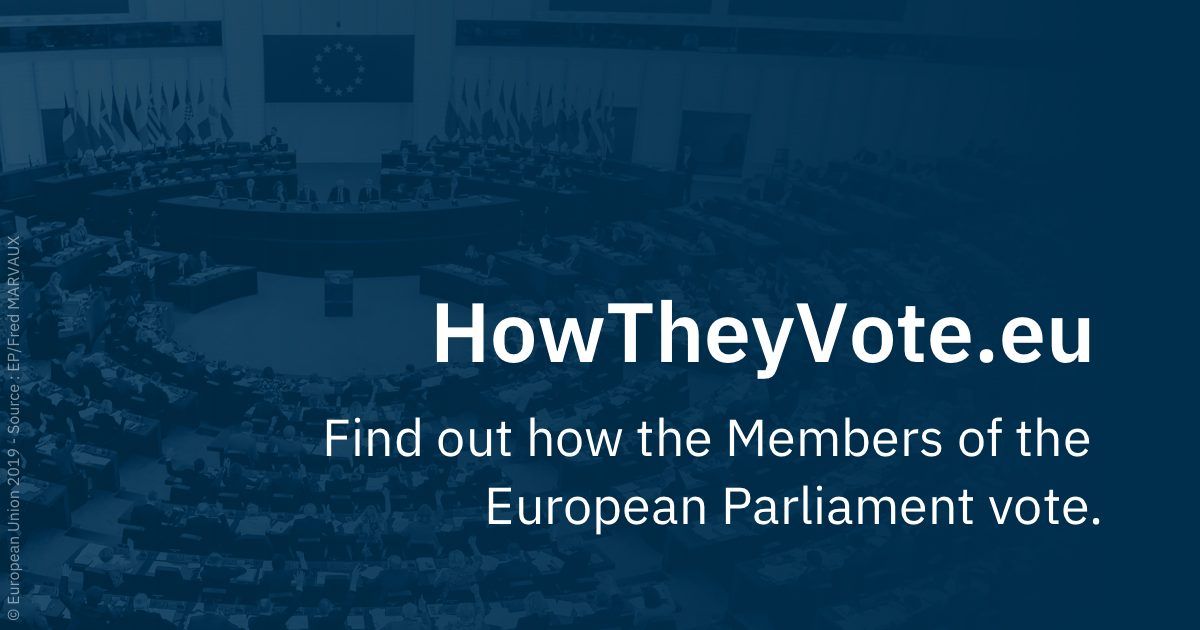 HowTheyVote.eu
Find out how the Members of the
European Parliament vote.
© European Union 2019 - Source : EP/Fred MARVAUX